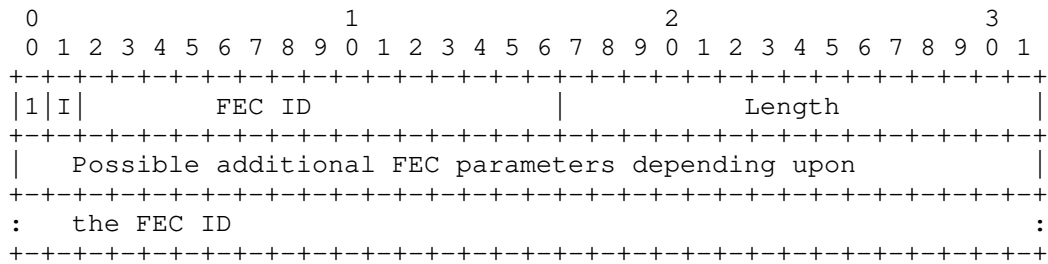 0                   1                   2                   3
 0 1 2 3 4 5 6 7 8 9 0 1 2 3 4 5 6 7 8 9 0 1 2 3 4 5 6 7 8 9 0 1
+-+-+-+-+-+-+-+-+-+-+-+-+-+-+-+-+-+-+-+-+-+-+-+-+-+-+-+-+-+-+-+-+
|1|I|        FEC ID               |           Length            |
+-+-+-+-+-+-+-+-+-+-+-+-+-+-+-+-+-+-+-+-+-+-+-+-+-+-+-+-+-+-+-+-+
|   Possible additional FEC parameters depending upon           |
+-+-+-+-+-+-+-+-+-+-+-+-+-+-+-+-+-+-+-+-+-+-+-+-+-+-+-+-+-+-+-+-+
:   the FEC ID                                                  :
+-+-+-+-+-+-+-+-+-+-+-+-+-+-+-+-+-+-+-+-+-+-+-+-+-+-+-+-+-+-+-+-+